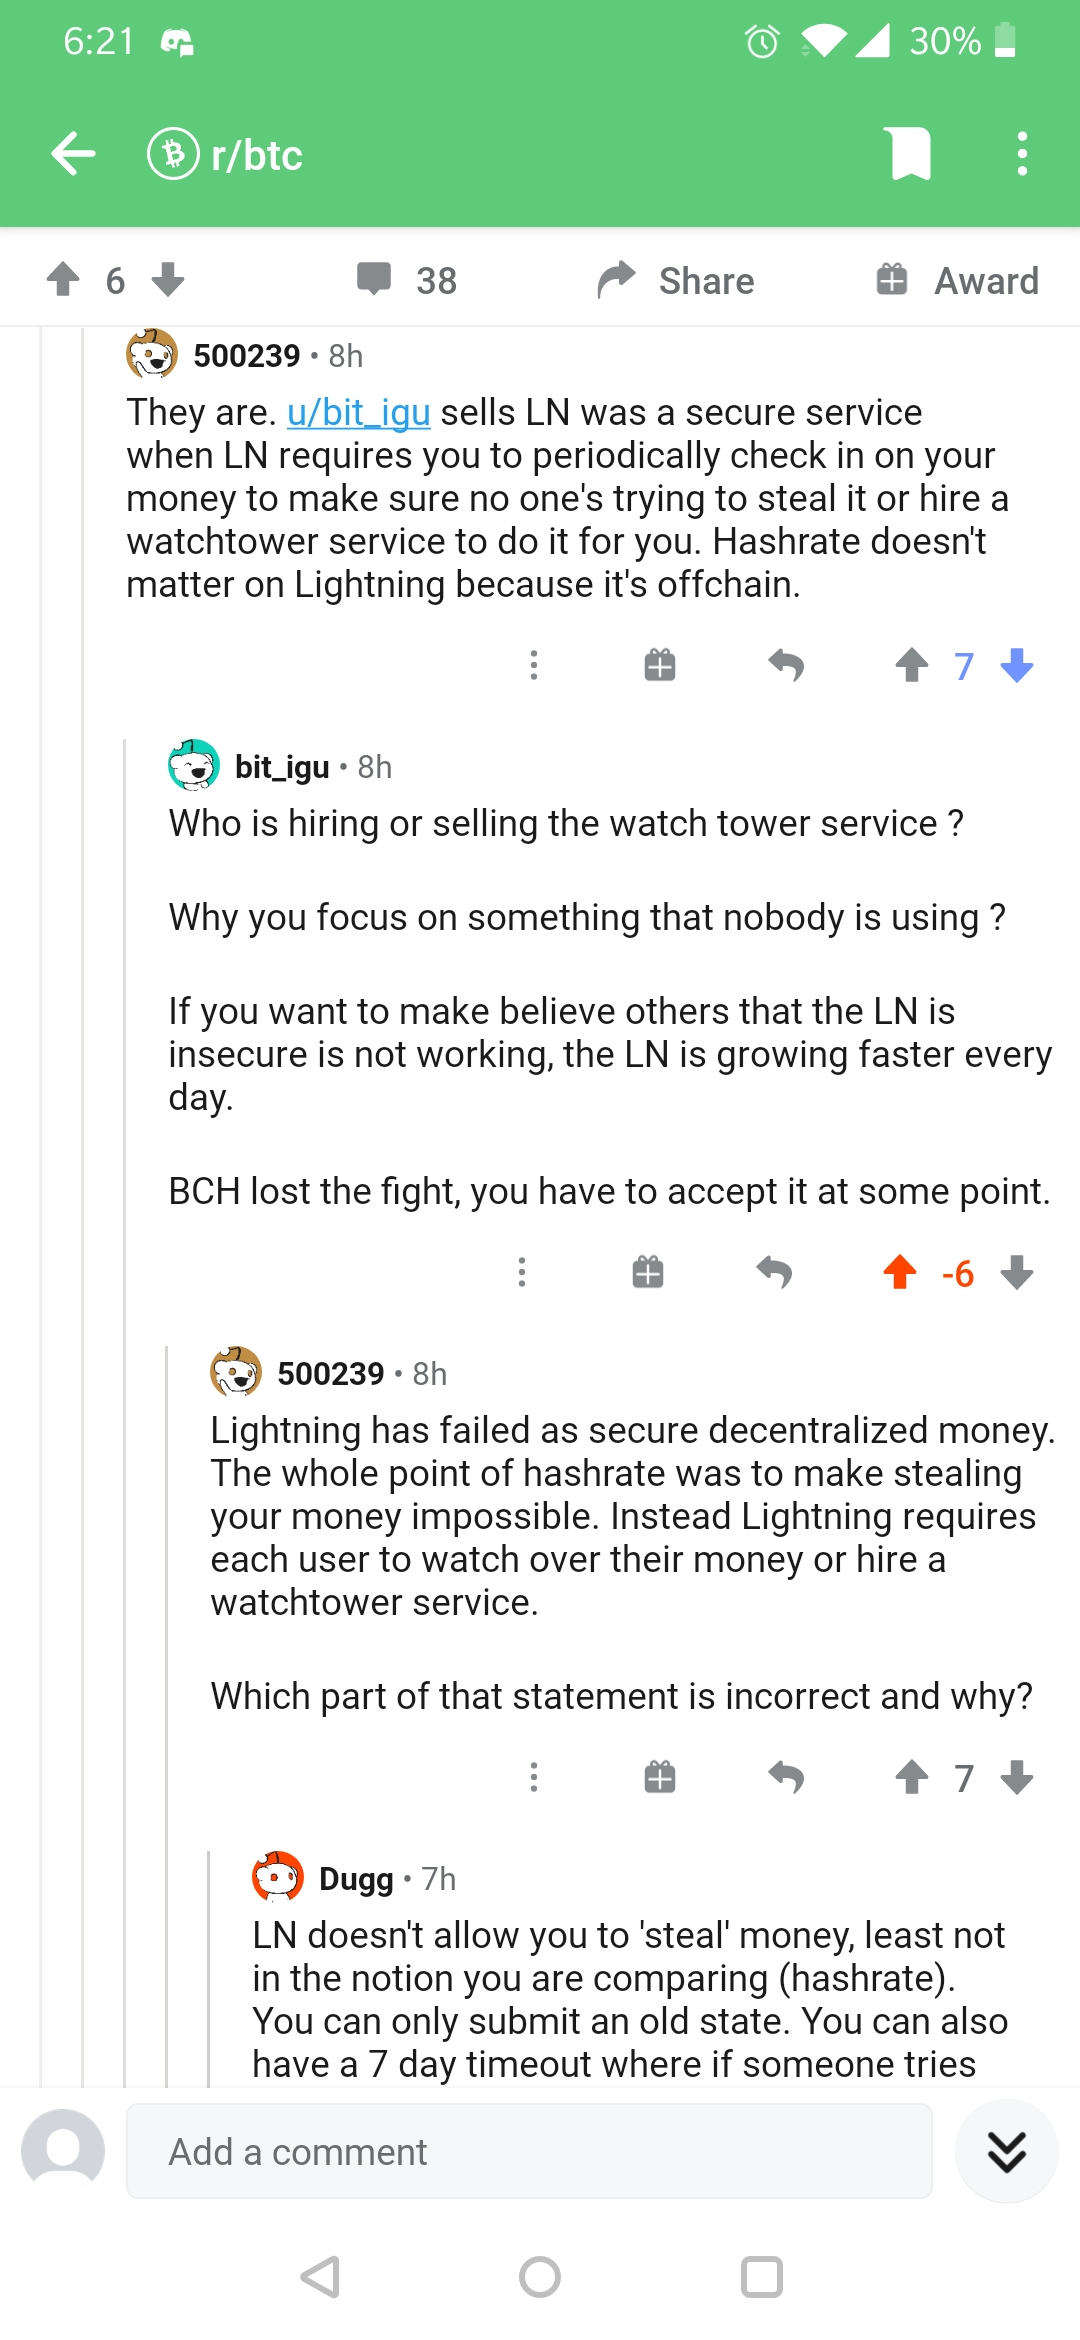 6:21
30%
r/btc
6
38
Share
Award
500239 • 8h
They are. u/bit_igu sells LN was a secure service
when LN requires you to periodically check in on your
money to make sure no one's trying to steal it or hire a
watchtower service to do it for you. Hashrate doesn't
matter on Lightning because it's offchain.
7
bit_igu • 8h
Who is hiring or selling the watch tower service ?
Why you focus on something that nobody is using ?
If you want to make believe others that the LN is
insecure is not working, the LN is growing faster every
day.
BCH lost the fight, you have to accept it at some point.
-6
500239 • 8h
Lightning has failed as secure decentralized money.
The whole point of hashrate was to make stealing
your money impossible. Instead Lightning requires
each user to watch over their money or hire a
watchtower service.
Which part of that statement is incorrect and why?
7
Dugg • 7h
LN doesn't allow you to 'steal' money, least not
in the notion you are comparing (hashrate).
You can only submit an old state. You can also
have a 7 day timeout where if someone tries
Add a comment